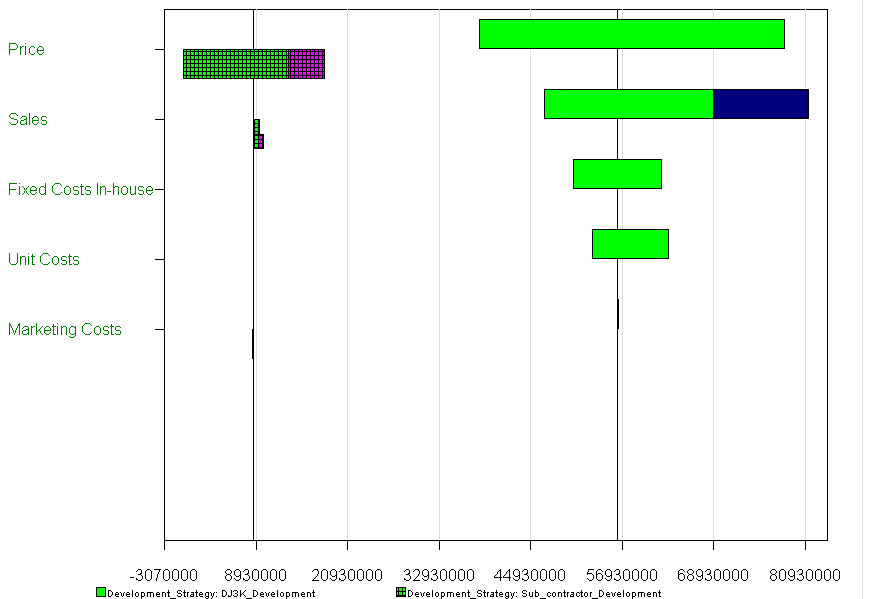 Price
Sales
Fixed Costs In-house
Unit Costs
Marketing Costs
-3070000 8930000 20930000 32930000 44930000 56930000 68930000 80930000
Development_Strategy: DJ3K_Development Development_Strategy: Sub_contractor_Development